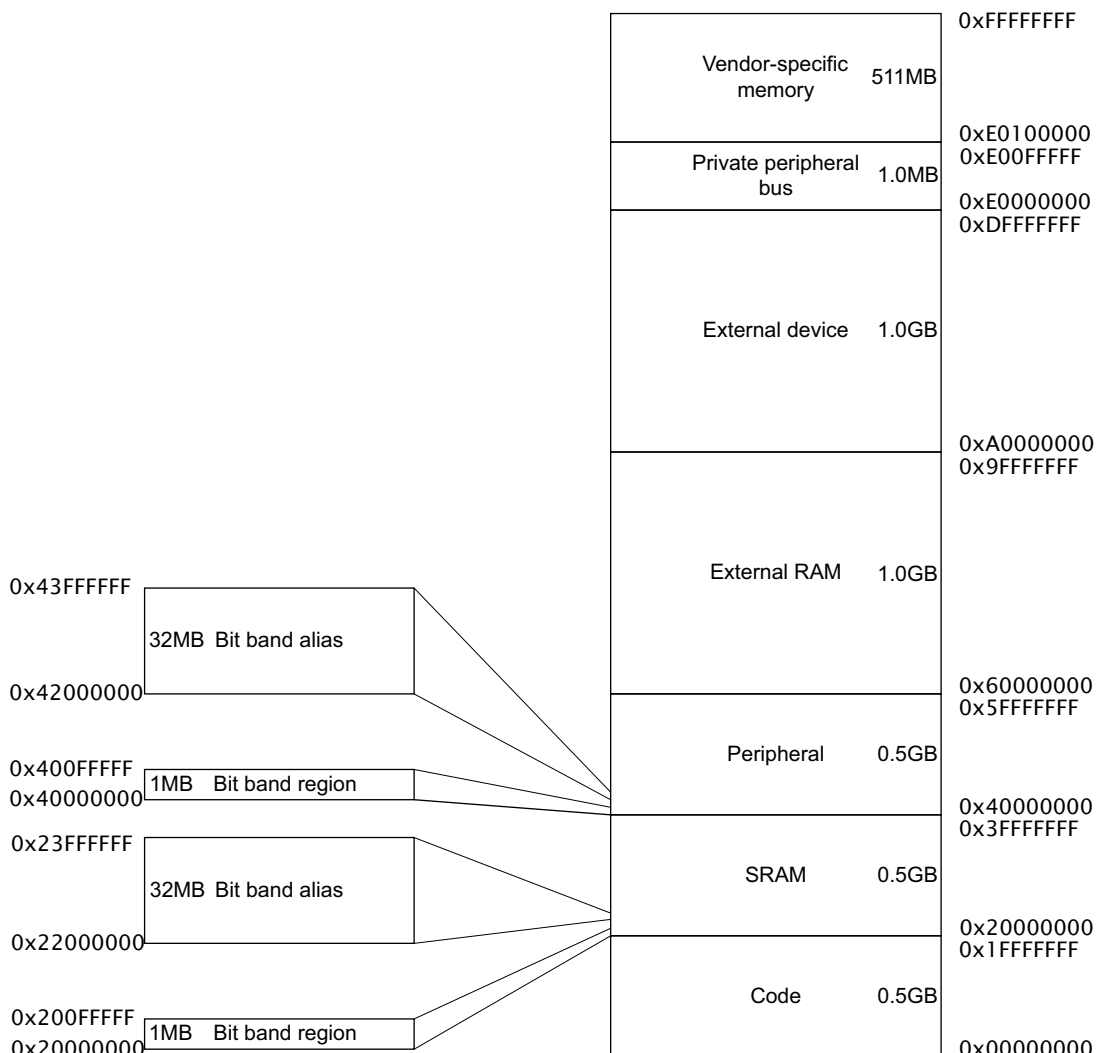 0xFFFFFFFF
Vendor-specific
memory
511MB
0xE0100000
0xE00FFFFF
Private peripheral
bus
1.0MB
0xE0000000
0xDFFFFFFF
External device
1.0GB
0xA0000000
0x9FFFFFFF
External RAM
1.0GB
0x60000000
0x5FFFFFFF
Peripheral
0.5GB
0x40000000
0x3FFFFFFF
SRAM
0.5GB
0x20000000
0x1FFFFFFF
Code
0.5GB
0x00000000
0x43FFFFFF
32MB Bit band alias
0x42000000
0x400FFFFF
1MB Bit band region
0x40000000
0x23FFFFFF
32MB Bit band alias
0x22000000
0x200FFFFF
1MB Bit band region
0x20000000